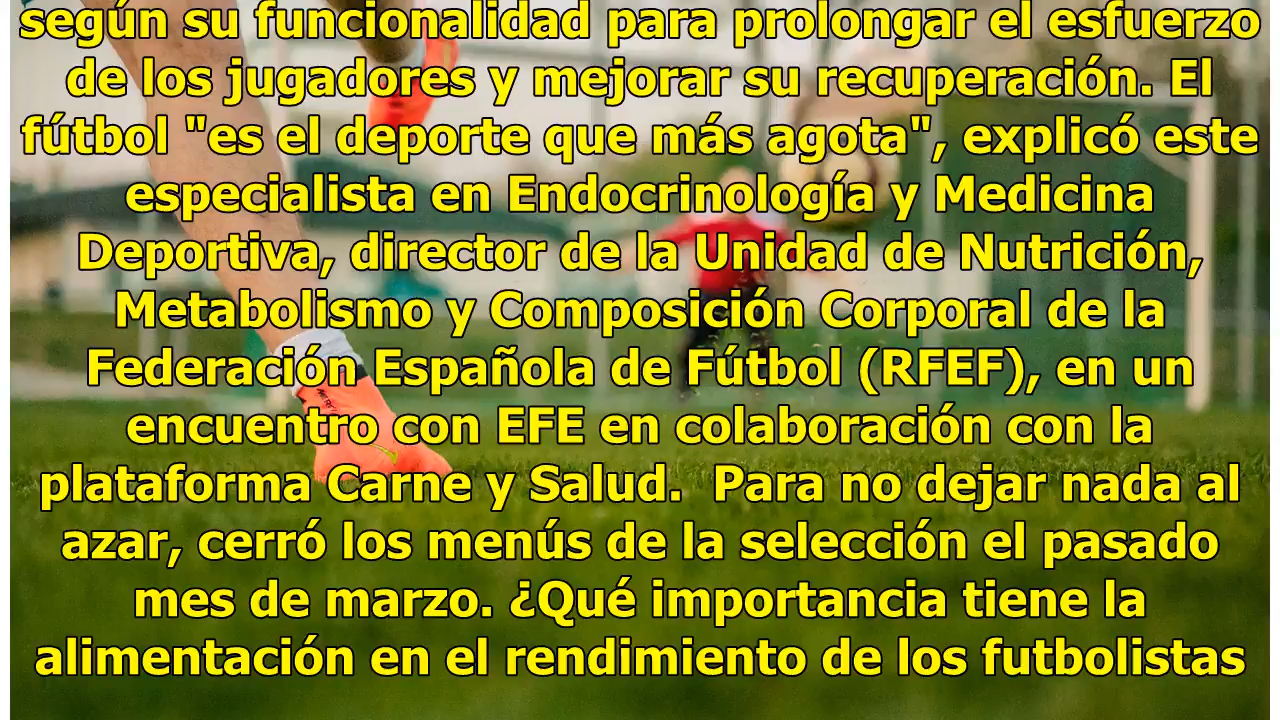 según su funcionalidad para prolongar el esfuerzo
de los jugadores y mejorar su recuperación. El
fútbol "es el deporte que más agota", explicó este
especialista en Endocrinología y Medicina
Deportiva, director de la Unidad de Nutrición,
Metabolismo y Composición Corporal de la
Federación Española de Fútbol (RFEF), en un
encuentro con EFE en colaboración con la
plataforma Carne y Salud.  Para no dejar nada al
azar, cerró los menús de la selección el pasado
mes de marzo. ¿Qué importancia tiene la
alimentación en el rendimiento de los futbolistas